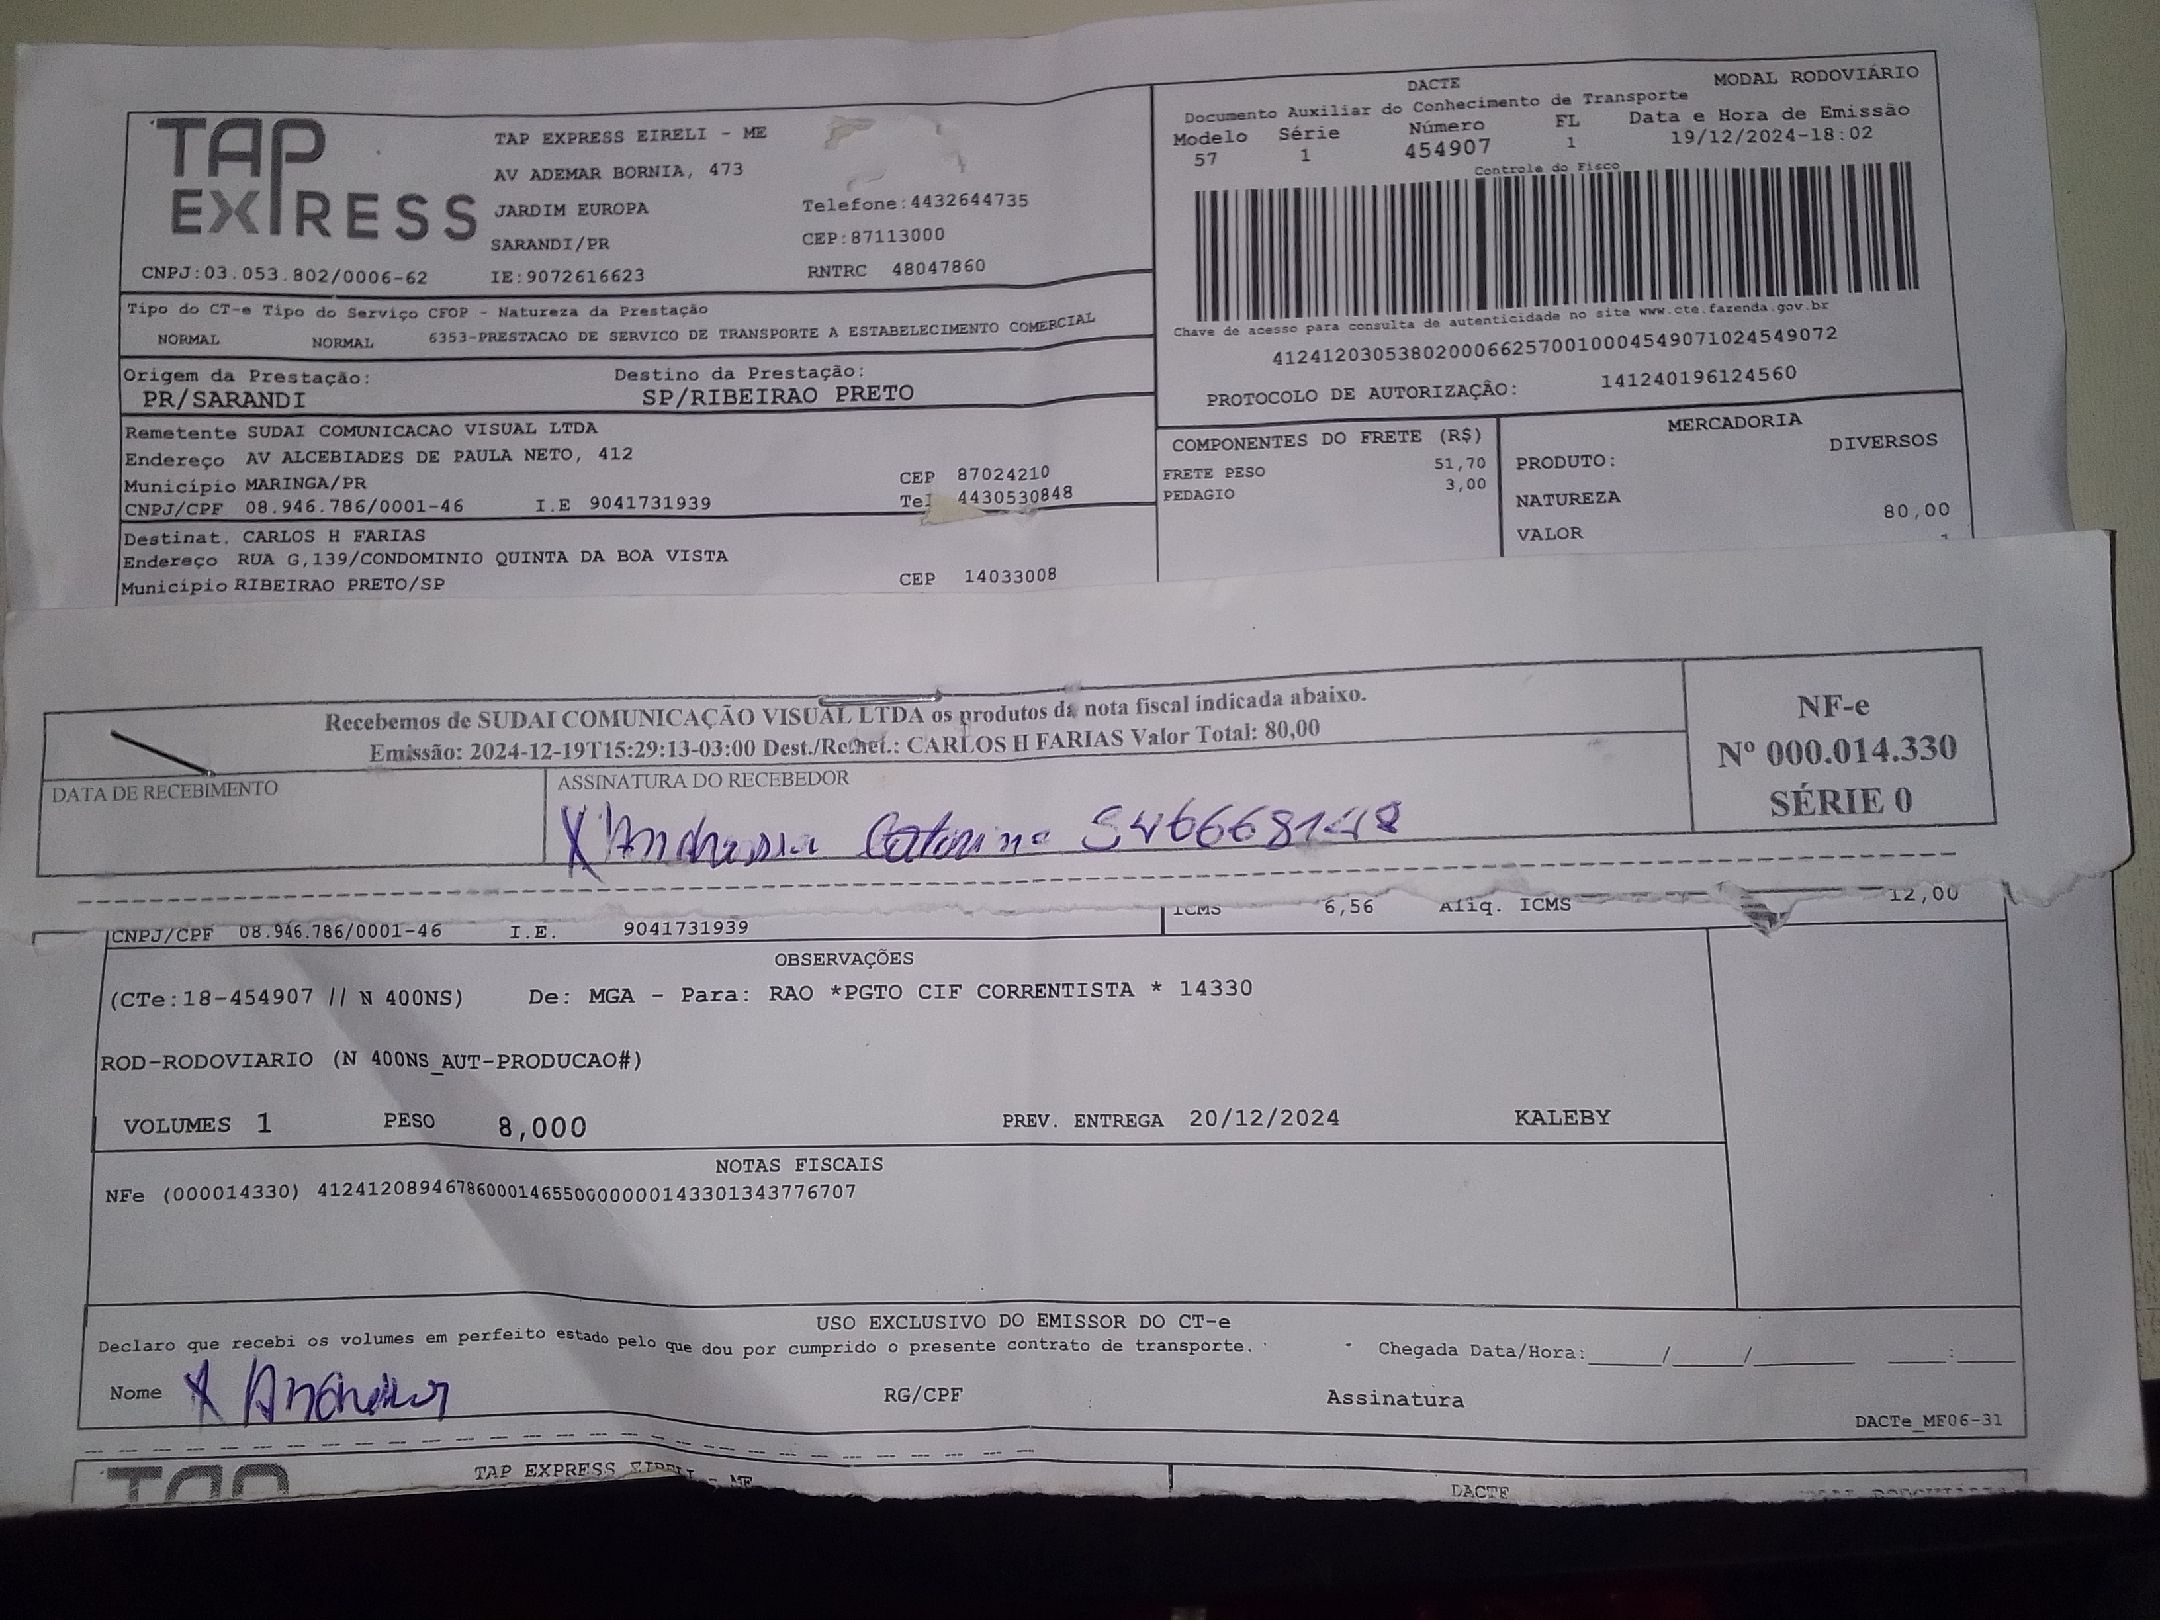 TAP EXPRESS
TAP EXPRESS EIRELI - ME
AV ADEMAR BORNIA, 473
JARDIM EUROPA Telefone:4432644735
SARANDI/PR CEP:87113000
CNPJ:03.053.802/0006-62 IE:9072616623 RNTRC 48047860
DACTE MODAL RODOVIÁRIO
Documento Auxiliar do Conhecimento de Transporte
Modelo Série Número FL Data e Hora de Emissão
57 1 454907 1 19/12/2024-18:02
Controle do Fisco
Chave de acesso para consulta de autenticidade no site www.cte.fazenda.gov.br
41241203053802000662570010004549071024549072
PROTOCOLO DE AUTORIZAÇÃO: 141240196124560
Tipo do CT-e Tipo do Serviço CFOP - Natureza da Prestação
NORMAL NORMAL 6353-PRESTACAO DE SERVICO DE TRANSPORTE A ESTABELECIMENTO COMERCIAL
Origem da Prestação: Destino da Prestação:
PR/SARANDI SP/RIBEIRAO PRETO
Remetente SUDAI COMUNICACAO VISUAL LTDA
Endereço AV ALCEBIADES DE PAULA NETO, 412
Município MARINGA/PR CEP 87024210
CNPJ/CPF 08.946.786/0001-46 I.E 9041731939 Tel 4430530848
Destinat. CARLOS H FARIAS
Endereço RUA G,139/CONDOMINIO QUINTA DA BOA VISTA
Município RIBEIRAO PRETO/SP CEP 14033008
COMPONENTES DO FRETE (R$)
FRETE PESO 51,70
PEDAGIO 3,00
MERCADORIA
PRODUTO: DIVERSOS
NATUREZA
VALOR 80,00
Recebemos de SUDAI COMUNICAÇÃO VISUAL LTDA os produtos da nota fiscal indicada abaixo.
Emissão: 2024-12-19T15:29:13-03:00 Dest./Remet.: CARLOS H FARIAS Valor Total: 80,00
DATA DE RECEBIMENTO ASSINATURA DO RECEBEDOR
NF-e
Nº 000.014.330
SÉRIE 0
ICMS 6,56 Aliq. ICMS 12,00
CNPJ/CPF 08.946.786/0001-46 I.E. 9041731939
OBSERVAÇÕES
(CTe:18-454907 // N 400NS) De: MGA - Para: RAO *PGTO CIF CORRENTISTA * 14330
ROD-RODOVIARIO (N 400NS_AUT-PRODUCAO#)
VOLUMES 1 PESO 8,000 PREV. ENTREGA 20/12/2024 KALEBY
NOTAS FISCAIS
NFe (000014330) 41241208946786000146550000000143301343776707
USO EXCLUSIVO DO EMISSOR DO CT-e
Declaro que recebi os volumes em perfeito estado pelo que dou por cumprido o presente contrato de transporte. Chegada Data/Hora:_____/_____/_______ ____:____
Nome X RG/CPF Assinatura
DACTe_MF06-31
TAP TAP EXPRESS EIRELI - ME DACTE